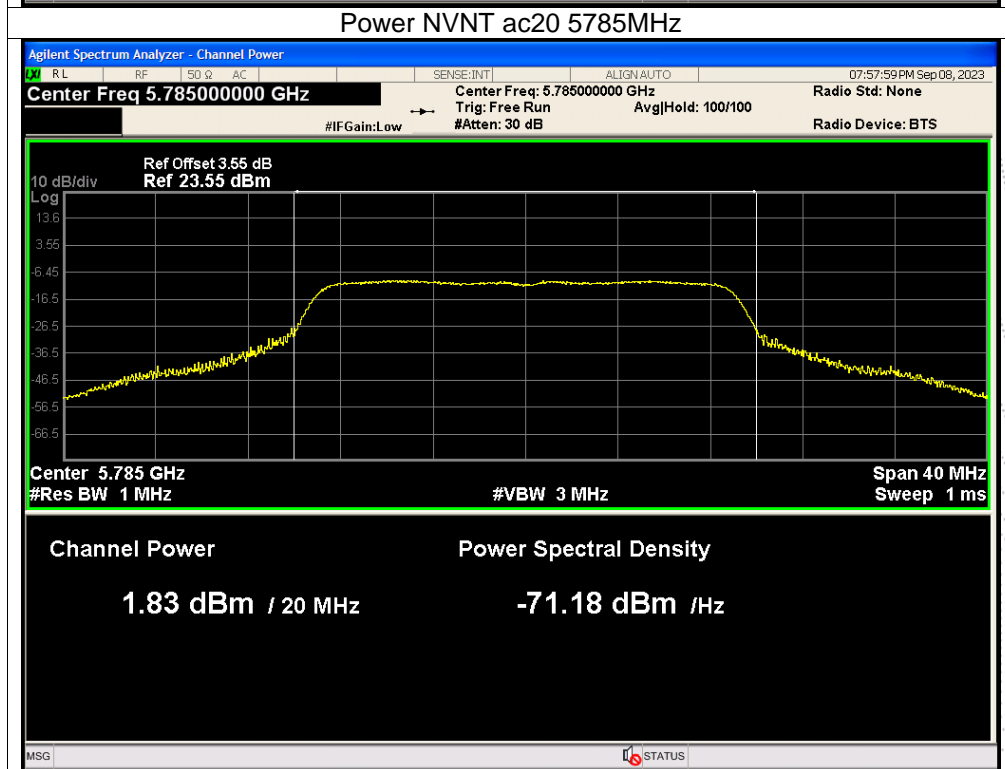 Power NVNT ac20 5785MHz
Agilent Spectrum Analyzer - Channel Power
LXI RL RF 50 Ω AC SENSE:INT ALIGN AUTO 07:57:59 PM Sep 08, 2023
Center Freq 5.785000000 GHz Center Freq: 5.785000000 GHz Radio Std: None
Trig: Free Run Avg|Hold: 100/100
#IFGain:Low #Atten: 30 dB Radio Device: BTS
Ref Offset 3.55 dB
10 dB/div Ref 23.55 dBm
Log
13.6
3.55
-6.45
-16.5
-26.5
-36.5
-46.5
-56.5
-66.5
Center 5.785 GHz Span 40 MHz
#Res BW 1 MHz #VBW 3 MHz Sweep 1 ms
Channel Power Power Spectral Density
1.83 dBm / 20 MHz -71.18 dBm /Hz
MSG STATUS